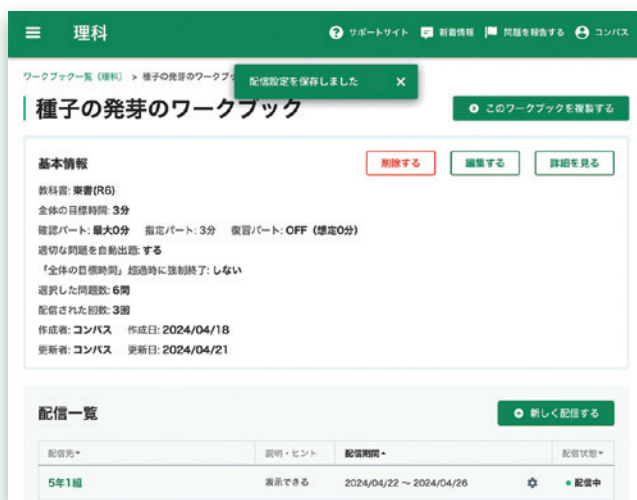 理科
サポートサイト 新着情報 問題を報告する コンパス
ワークブック一覧（理科） > 種子の発芽のワークブッ
配信設定を保存しました ×
種子の発芽のワークブック
このワークブックを複製する
基本情報
削除する 編集する 詳細を見る
教科書: 東書(R6)
全体の目標時間: 3分
確認パート: 最大0分 指定パート: 3分 復習パート: OFF（想定0分）
適切な問題を自動出題: する
「全体の目標時間」超過時に強制終了: しない
選択した問題数: 6問
配信された回数: 3回
作成者: コンパス 作成日: 2024/04/18
更新者: コンパス 更新日: 2024/04/21
配信一覧
新しく配信する
配信先 説明・ヒント 配信期間 配信状態
5年1組 表示できる 2024/04/22 ～ 2024/04/26 配信中